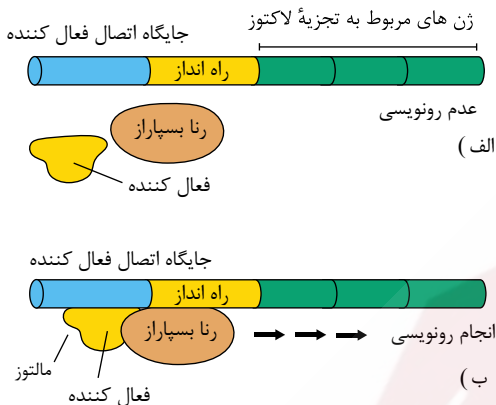 ژن های مربوط به تجزیهٔ لاکتوز
جایگاه اتصال فعال کننده
راه انداز
عدم رونویسی
رنا بسپاراز
الف )
فعال کننده
جایگاه اتصال فعال کننده
راه انداز
رنا بسپاراز
انجام رونویسی
مالتوز
ب )
فعال کننده